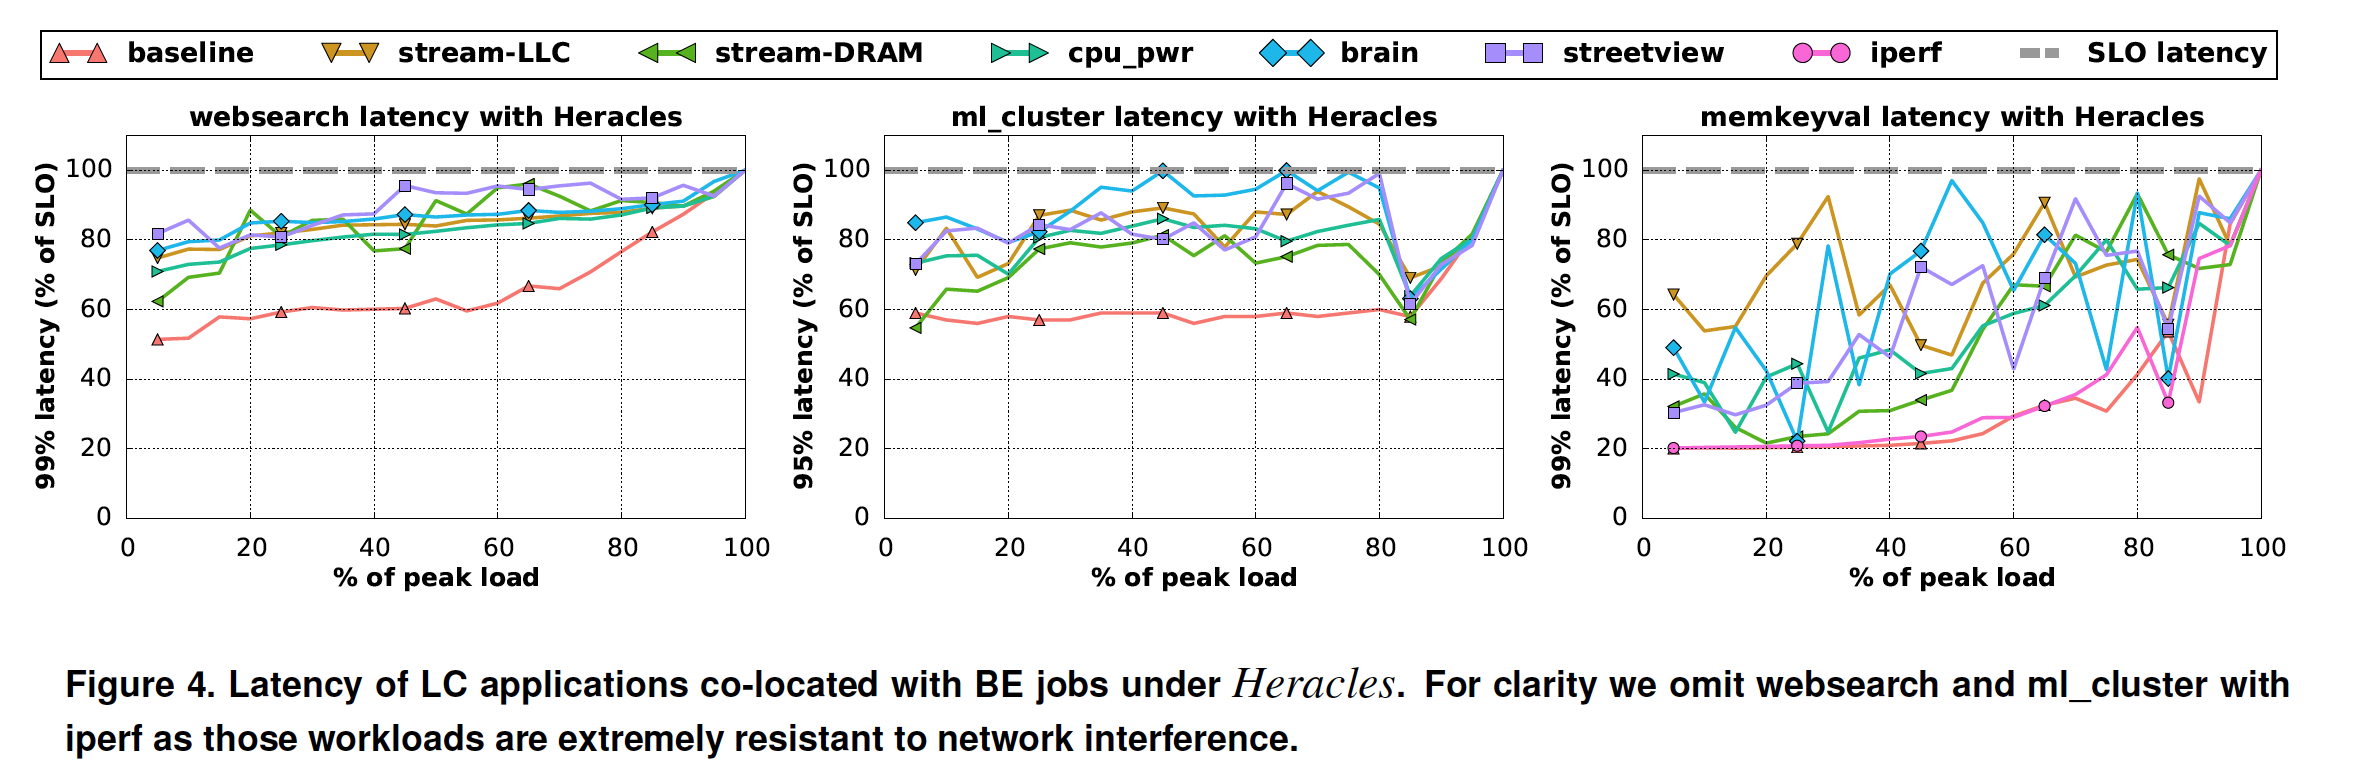 baseline stream-LLC stream-DRAM cpu_pwr brain streetview iperf SLO latency
websearch latency with Heracles
99% latency (% of SLO)
100
80
60
40
20
0
0 20 40 60 80 100
% of peak load
ml_cluster latency with Heracles
95% latency (% of SLO)
100
80
60
40
20
0
0 20 40 60 80 100
% of peak load
memkeyval latency with Heracles
99% latency (% of SLO)
100
80
60
40
20
0
0 20 40 60 80 100
% of peak load
Figure 4. Latency of LC applications co-located with BE jobs under Heracles. For clarity we omit websearch and ml_cluster with
iperf as those workloads are extremely resistant to network interference.